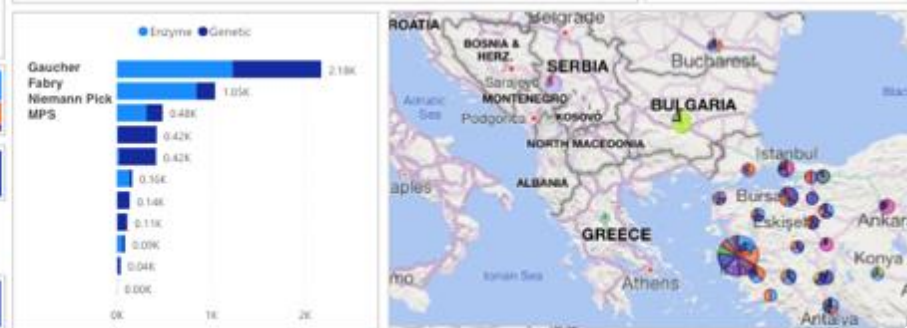 Enzyme Genetic
Gaucher
Fabry
Niemann Pick
MPS
2.18K
1.05K
0.48K
0.42K
0.42K
0.16K
0.14K
0.11K
0.09K
0.04K
0.00K
0K 1K 2K
ROATIA
Belgrade
BOSNIA &
HERZ.
SERBIA
Bucharest
Sarajevo
MONTENEGRO
BULGARIA
Adriatic
Sea
Podgorica
KOSOVO
NORTH MACEDONIA
Istanbul
ALBANIA
aples
Bursa
Eskişe
Ankar
GREECE
Konya
Ionian Sea
Athens
Antalya